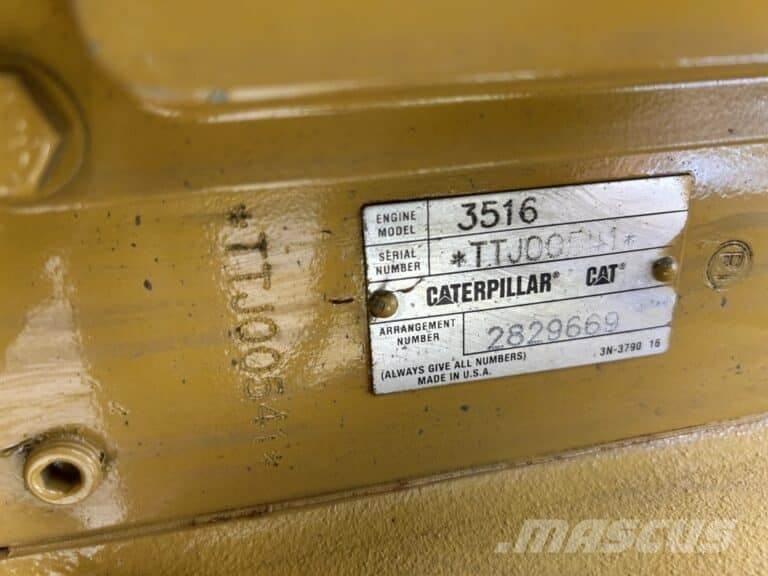 ENGINE MODEL 3516
SERIAL NUMBER
CATERPILLAR® CAT®
ARRANGEMENT NUMBER 2829669
(ALWAYS GIVE ALL NUMBERS) 3N-3790 16
MADE IN U.S.A.
MASCUS